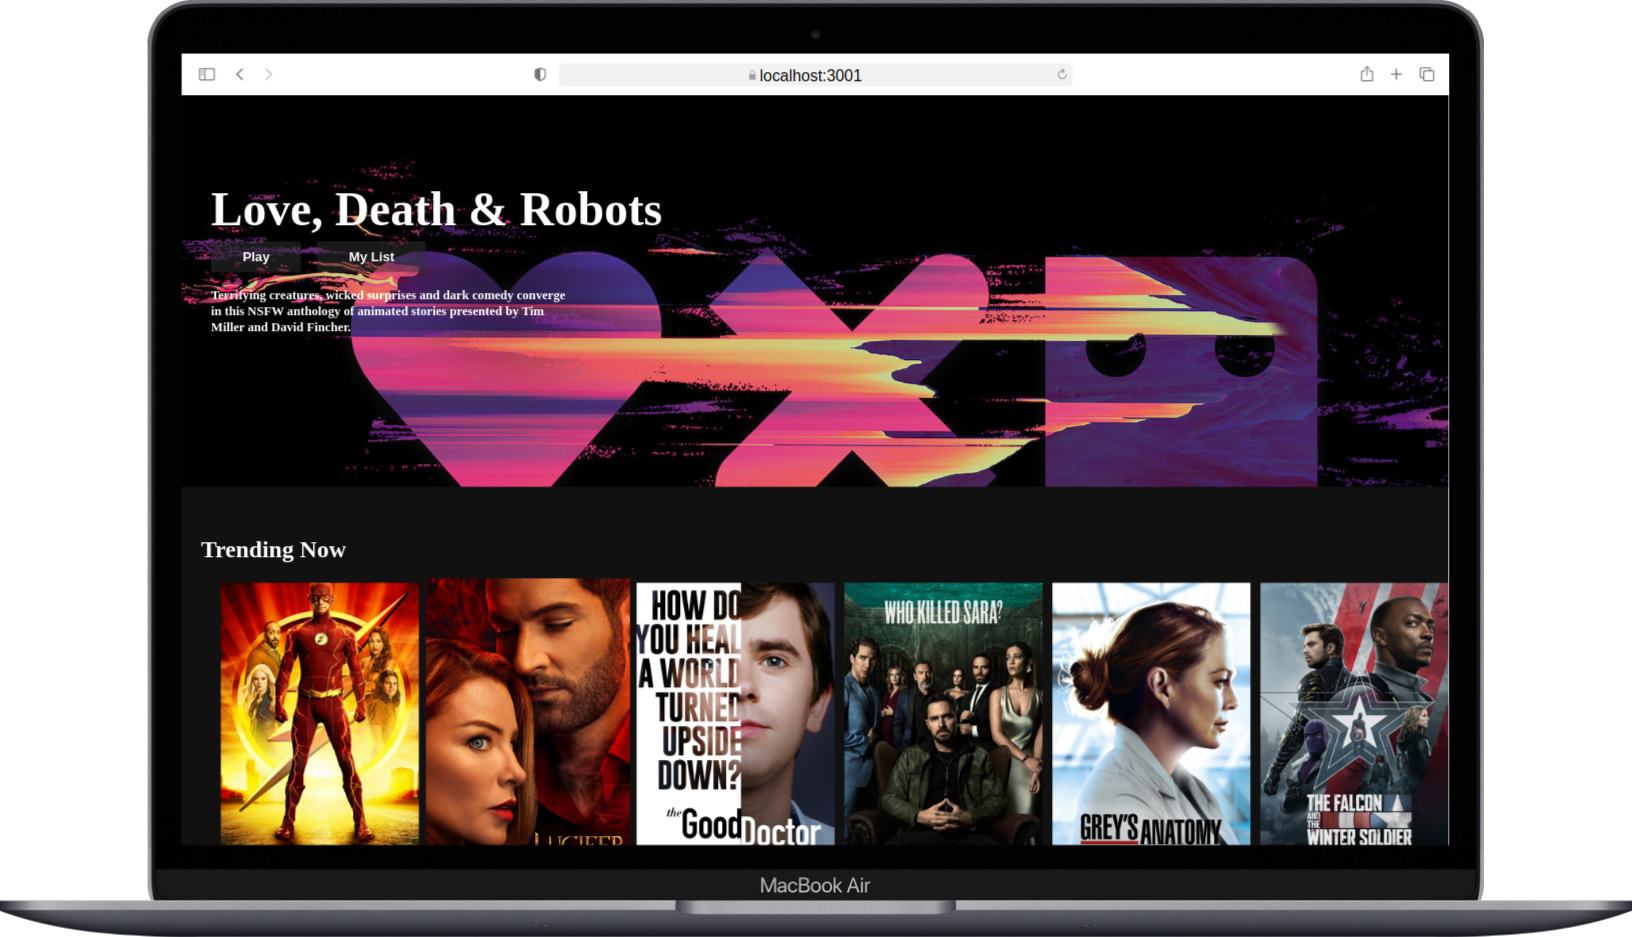 localhost:3001
Love, Death & Robots
Play
My List
Terrifying creatures, wicked surprises and dark comedy converge
in this NSFW anthology of animated stories presented by Tim
Miller and David Fincher.
Trending Now
LUCIFER
HOW DO
YOU HEAL
A WORLD
TURNED
UPSIDE
DOWN?
the Good Doctor
WHO KILLED SARA?
GREY'S ANATOMY
THE FALCON
AND THE
WINTER SOLDIER
MacBook Air